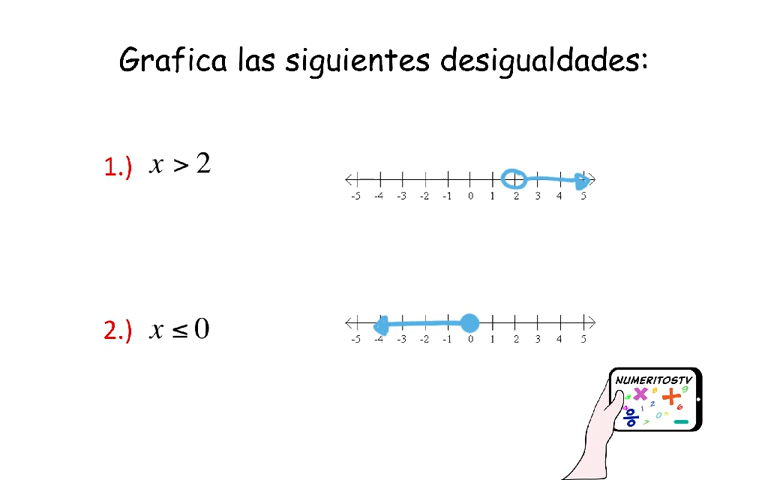 Grafica las siguientes desigualdades:
1.) x > 2
-5 -4 -3 -2 -1 0 1 2 3 4 5
2.) x ≤ 0
-5 -4 -3 -2 -1 0 1 2 3 4 5
NUMERITOSTV